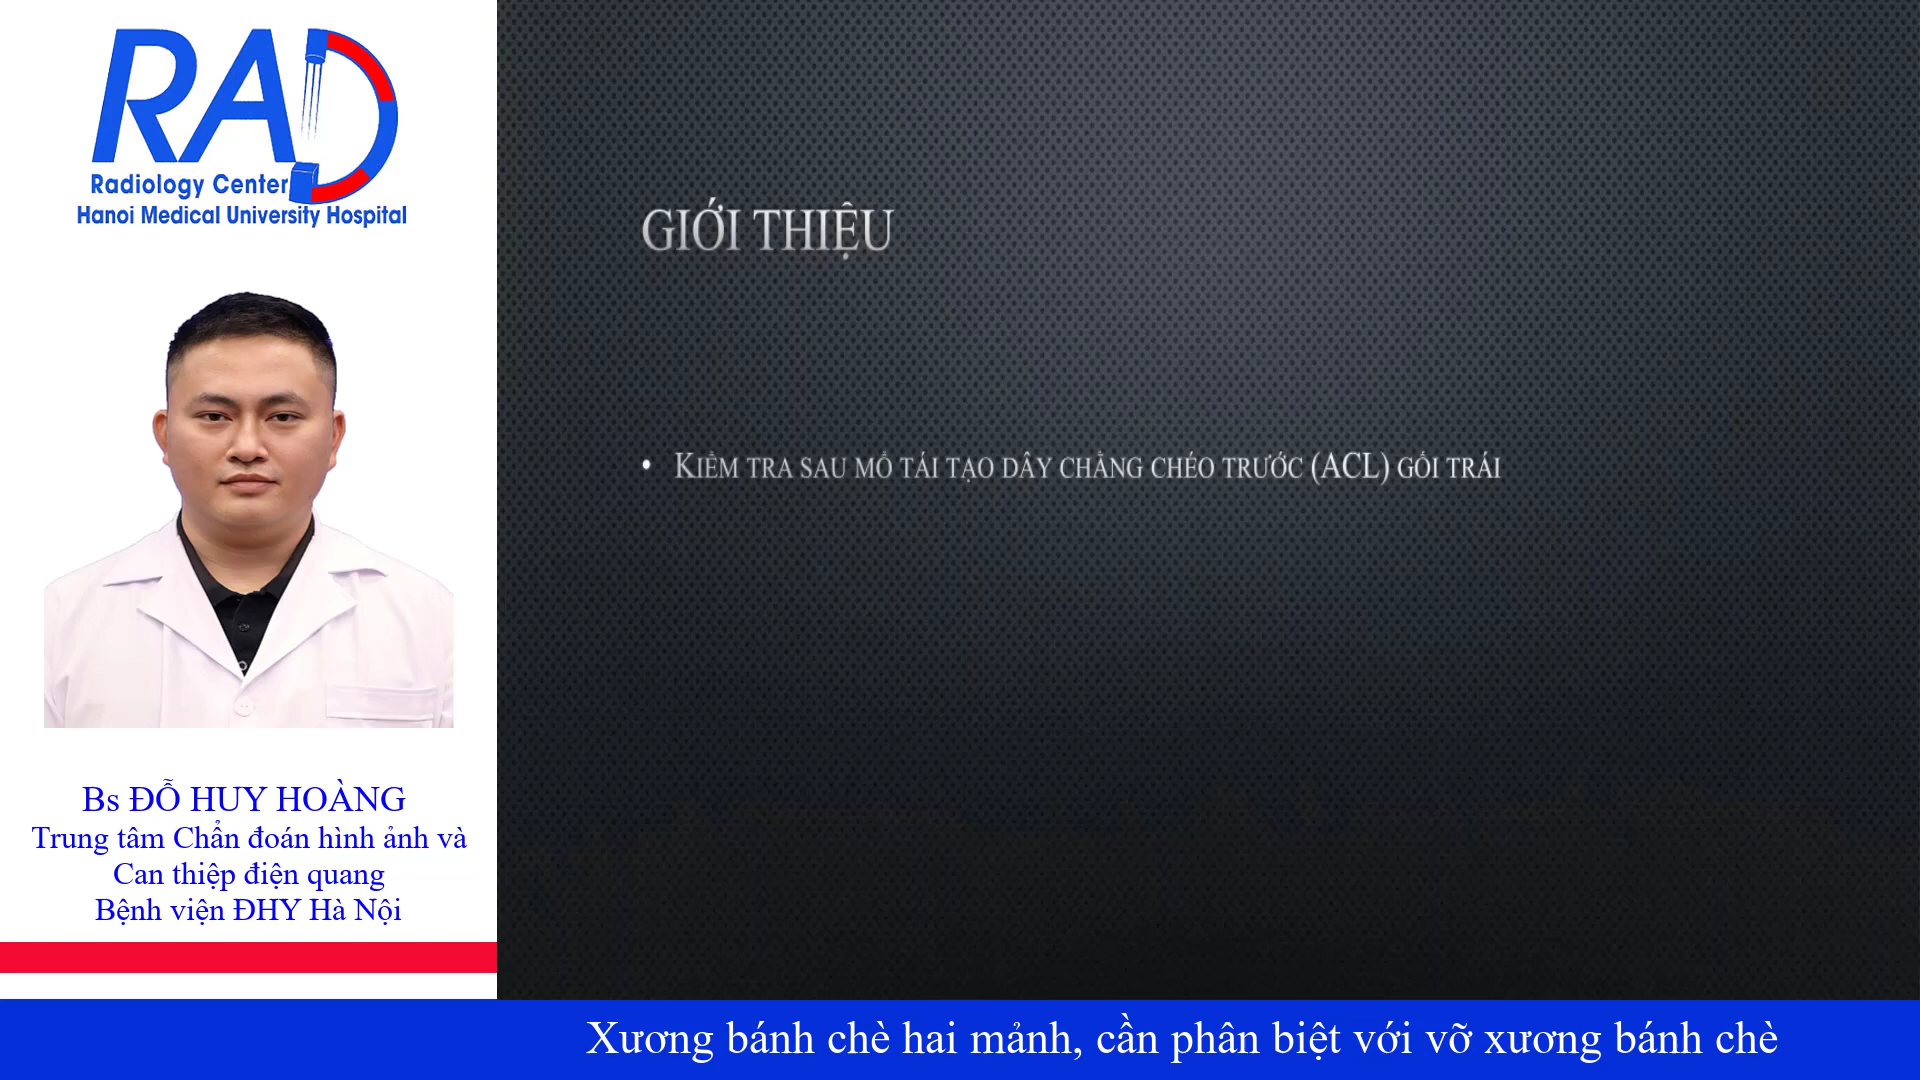 RAD
Radiology Center
Hanoi Medical University Hospital
Bs ĐỖ HUY HOÀNG
Trung tâm Chẩn đoán hình ảnh và
Can thiệp điện quang
Bệnh viện ĐHY Hà Nội
GIỚI THIỆU
• KIỂM TRA SAU MỔ TÁI TẠO DÂY CHẰNG CHÉO TRƯỚC (ACL) GỐI TRÁI
Xương bánh chè hai mảnh, cần phân biệt với vỡ xương bánh chè